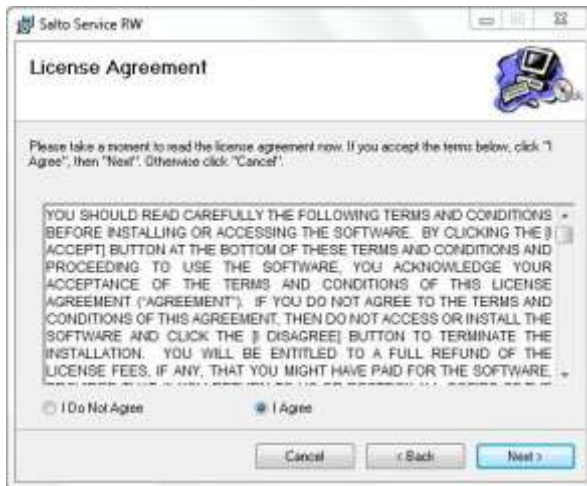 Salto Service RW
License Agreement
Please take a moment to read the license agreement now. If you accept the terms below, click "I
Agree", then "Next". Otherwise click "Cancel".
YOU SHOULD READ CAREFULLY THE FOLLOWING TERMS AND CONDITIONS
BEFORE INSTALLING OR ACCESSING THE SOFTWARE. BY CLICKING THE [I
ACCEPT] BUTTON AT THE BOTTOM OF THESE TERMS AND CONDITIONS AND
PROCEEDING TO USE THE SOFTWARE, YOU ACKNOWLEDGE YOUR
ACCEPTANCE OF THE TERMS AND CONDITIONS OF THIS LICENSE
AGREEMENT ("AGREEMENT"). IF YOU DO NOT AGREE TO THE TERMS AND
CONDITIONS OF THIS AGREEMENT, THEN DO NOT ACCESS OR INSTALL THE
SOFTWARE AND CLICK THE [I DISAGREE] BUTTON TO TERMINATE THE
INSTALLATION. YOU WILL BE ENTITLED TO A FULL REFUND OF THE
LICENSE FEES, IF ANY, THAT YOU MIGHT HAVE PAID FOR THE SOFTWARE,
I Do Not Agree
I Agree
Cancel
< Back
Next >